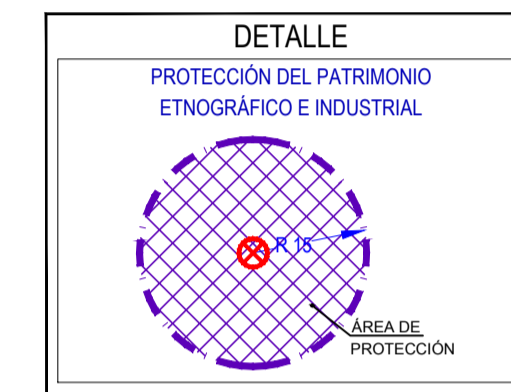 DETALLE
PROTECCIÓN DEL PATRIMONIO
ETNOGRÁFICO E INDUSTRIAL
R 15
ÁREA DE
PROTECCIÓN